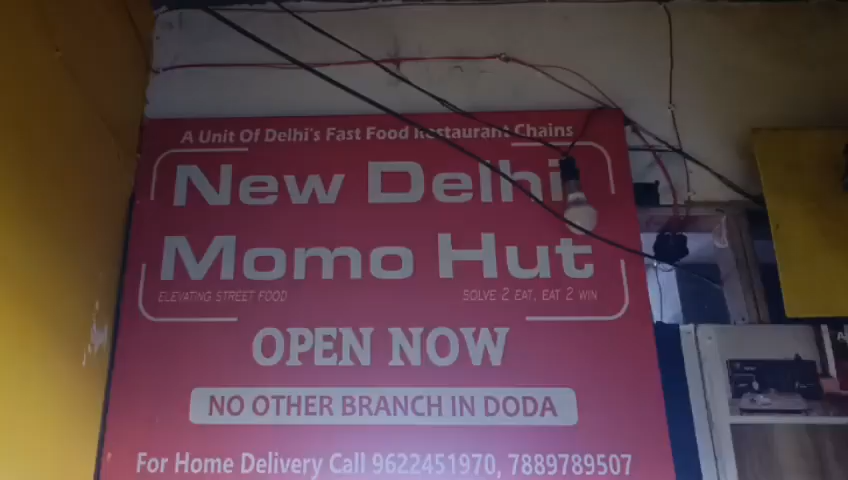 A Unit Of Delhi's Fast Food Restaurant Chains
New Delhi
Momo Hut
ELEVATING STREET FOOD
SOLVE 2 EAT, EAT 2 WIN
OPEN NOW
NO OTHER BRANCH IN DODA
For Home Delivery Call 9622451970, 7889789507